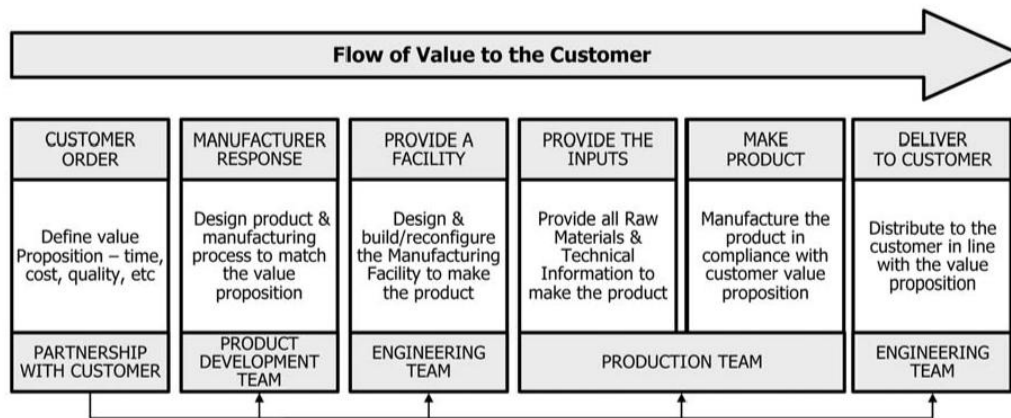 Flow of Value to the Customer
CUSTOMER
ORDER
Define value
Proposition – time,
cost, quality, etc
PARTNERSHIP
WITH CUSTOMER
MANUFACTURER
RESPONSE
Design product &
manufacturing
process to match
the value
proposition
PRODUCT
DEVELOPMENT
TEAM
PROVIDE A
FACILITY
Design &
build/reconfigure
the Manufacturing
Facility to make
the product
ENGINEERING
TEAM
PROVIDE THE
INPUTS
Provide all Raw
Materials &
Technical
Information to
make the product
MAKE
PRODUCT
Manufacture the
product in
compliance with
customer value
proposition
PRODUCTION TEAM
DELIVER
TO CUSTOMER
Distribute to the
customer in line
with the value
proposition
ENGINEERING
TEAM